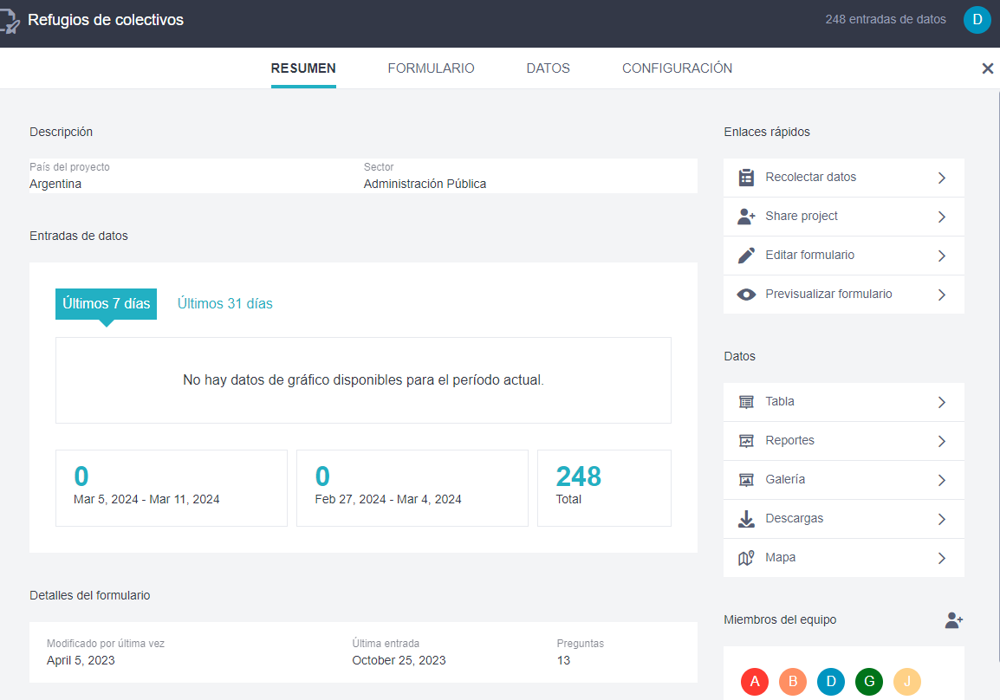 Refugios de colectivos
248 entradas de datos
D
RESUMEN
FORMULARIO
DATOS
CONFIGURACIÓN
Descripción
País del proyecto
Argentina
Sector
Administración Pública
Entradas de datos
Últimos 7 días
Últimos 31 días
No hay datos de gráfico disponibles para el período actual.
0
Mar 5, 2024 - Mar 11, 2024
0
Feb 27, 2024 - Mar 4, 2024
248
Total
Detalles del formulario
Modificado por última vez
April 5, 2023
Última entrada
October 25, 2023
Preguntas
13
Enlaces rápidos
Recolectar datos
Share project
Editar formulario
Previsualizar formulario
Datos
Tabla
Reportes
Galería
Descargas
Mapa
Miembros del equipo
A
B
D
G
J